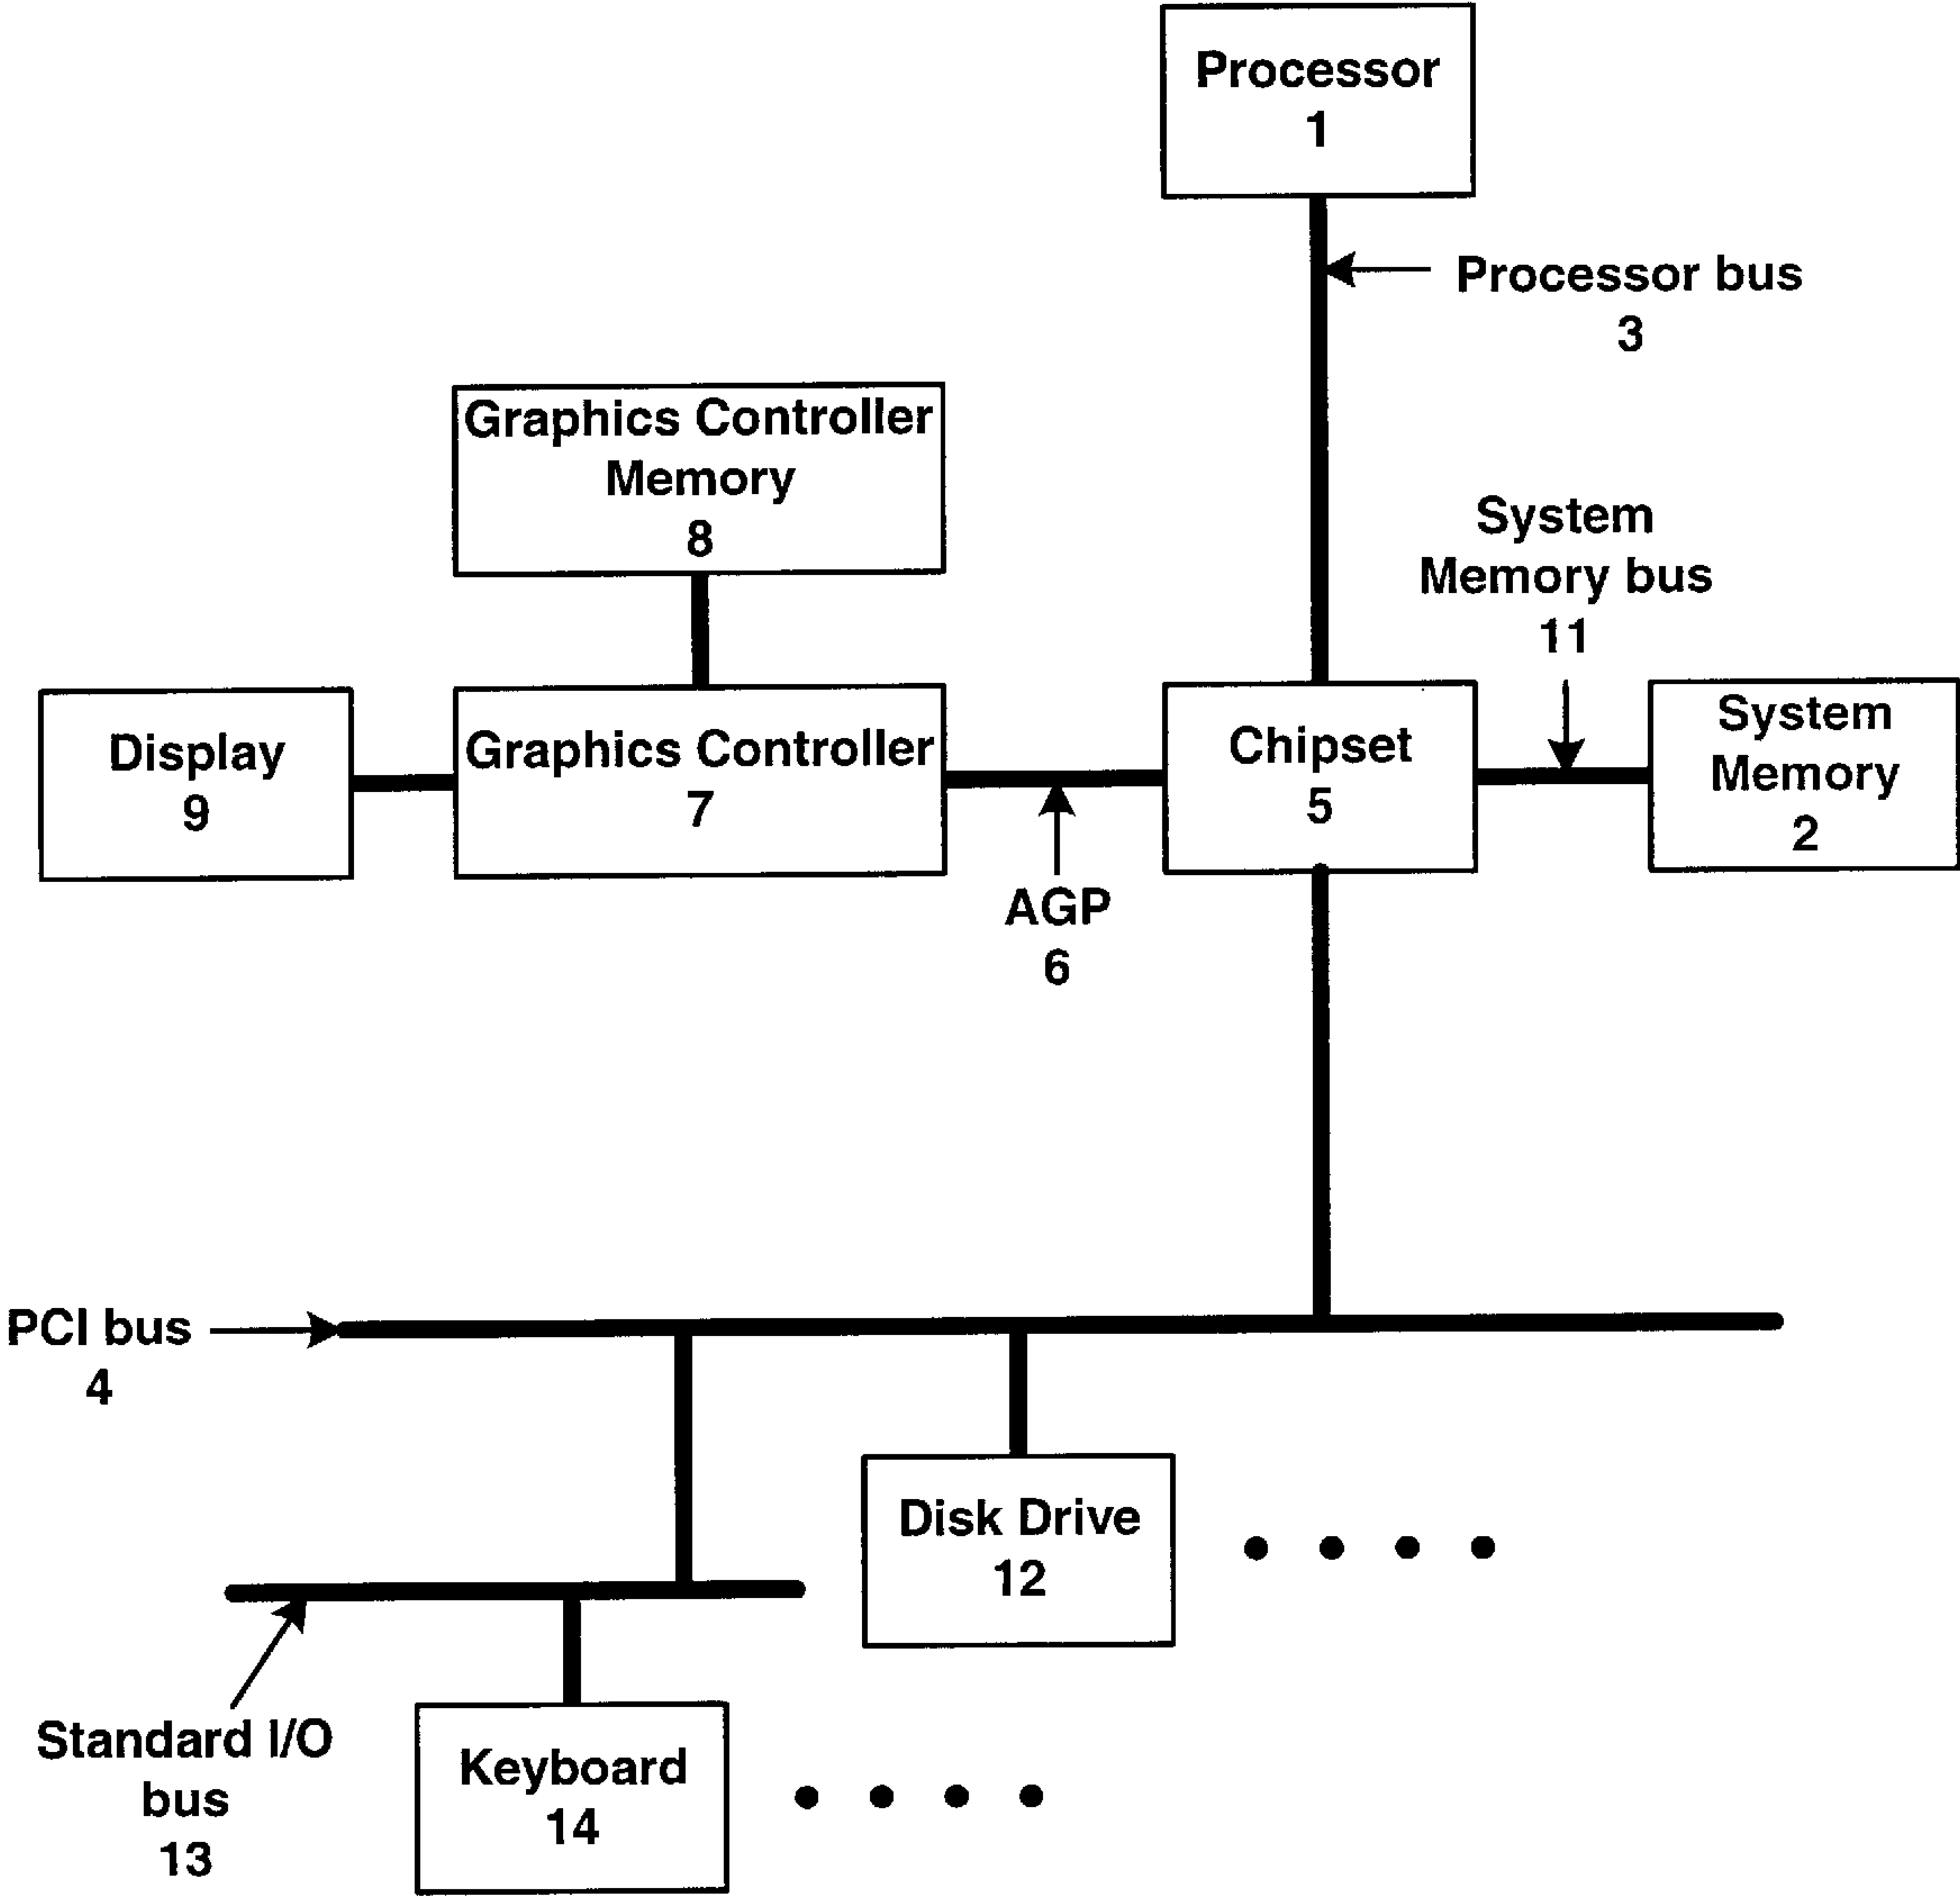 Processor
1
Processor bus
3
Graphics Controller
Memory
8
System
Memory bus
11
Display
9
Graphics Controller
7
Chipset
5
System
Memory
2
AGP
6
PCI bus
4
Disk Drive
12
Standard I/O
bus
13
Keyboard
14